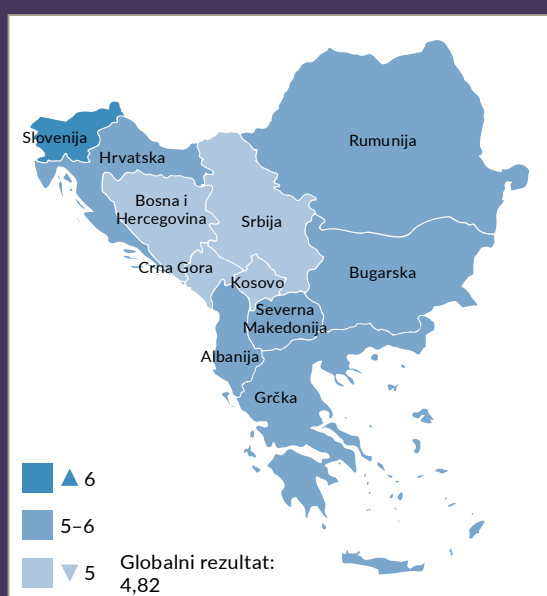 Slovenija
Hrvatska
Rumunija
Bosna i
Hercegovina
Srbija
Crna Gora
Kosovo
Bugarska
Severna
Makedonija
Albanija
Grčka
▲ 6
5–6
▼ 5
Globalni rezultat:
4,82